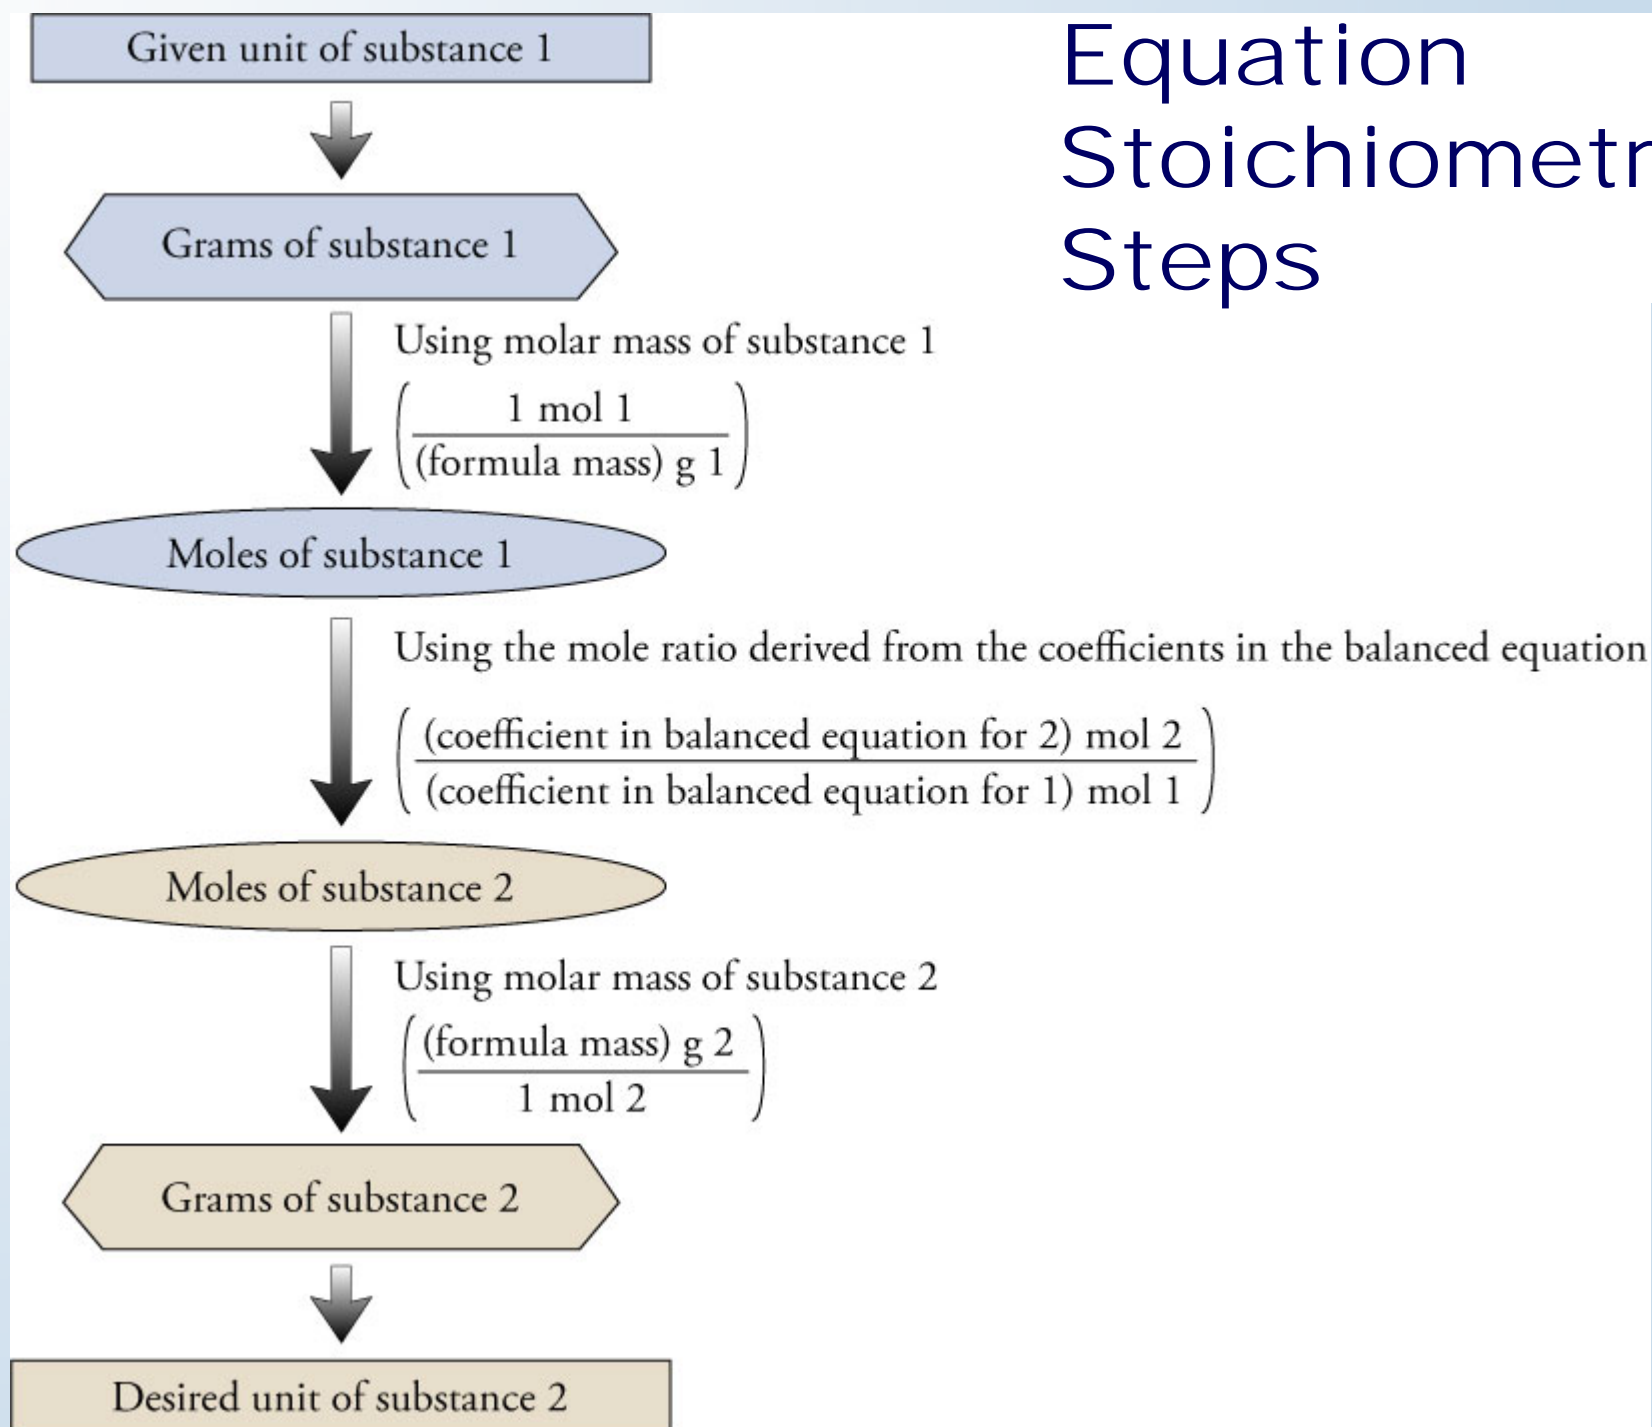 Equation
Stoichiometr
Steps
Given unit of substance 1
Grams of substance 1
Using molar mass of substance 1
1 mol 1
(formula mass) g 1
Moles of substance 1
Using the mole ratio derived from the coefficients in the balanced equation
(coefficient in balanced equation for 2) mol 2
(coefficient in balanced equation for 1) mol 1
Moles of substance 2
Using molar mass of substance 2
(formula mass) g 2
1 mol 2
Grams of substance 2
Desired unit of substance 2